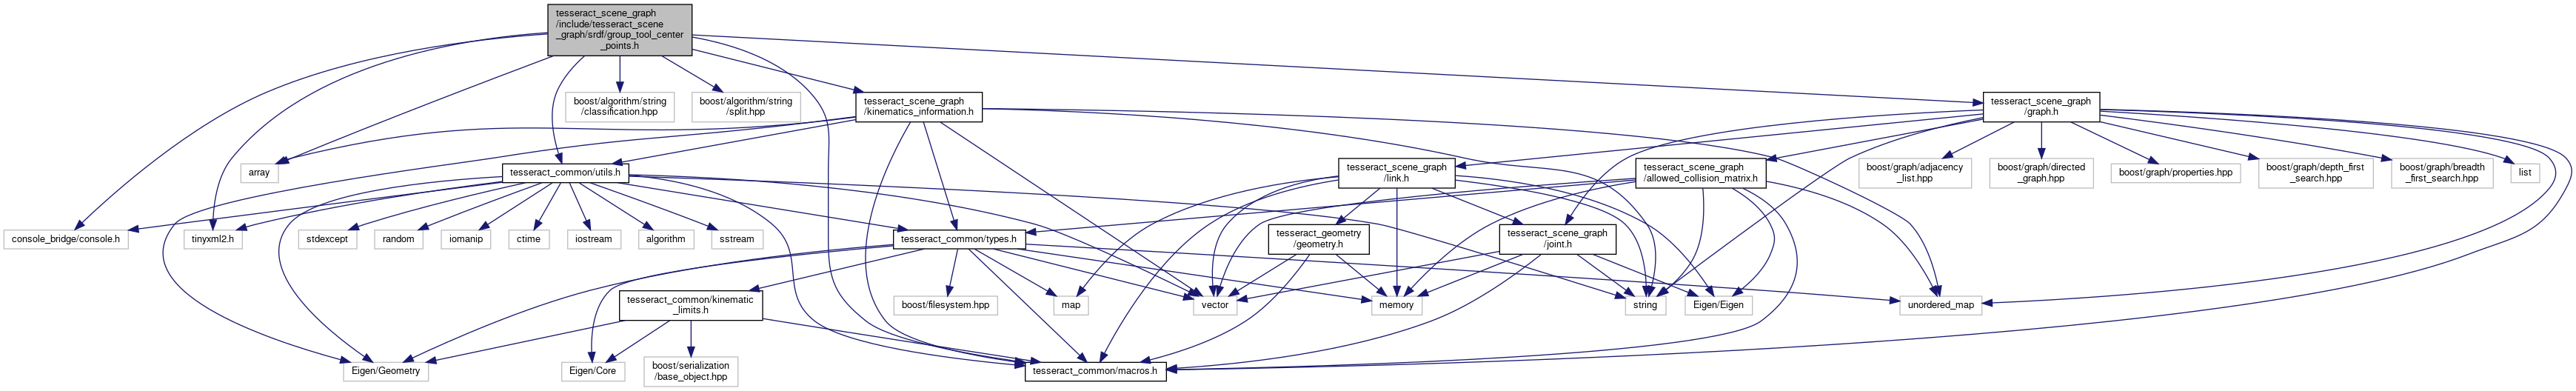 tesseract_scene_graph
/include/tesseract_scene
_graph/srdf/group_tool_center
_points.h
boost/algorithm/string
/classification.hpp
boost/algorithm/string
/split.hpp
tesseract_scene_graph
/kinematics_information.h
tesseract_scene_graph
/graph.h
array
tesseract_common/utils.h
tesseract_scene_graph
/link.h
tesseract_scene_graph
/allowed_collision_matrix.h
boost/graph/adjacency
_list.hpp
boost/graph/directed
_graph.hpp
boost/graph/properties.hpp
boost/graph/depth_first
_search.hpp
boost/graph/breadth
_first_search.hpp
list
console_bridge/console.h
tinyxml2.h
stdexcept
random
iomanip
ctime
iostream
algorithm
sstream
tesseract_common/types.h
tesseract_geometry
/geometry.h
tesseract_scene_graph
/joint.h
tesseract_common/kinematic
_limits.h
boost/filesystem.hpp
map
vector
memory
string
Eigen/Eigen
unordered_map
Eigen/Geometry
Eigen/Core
boost/serialization
/base_object.hpp
tesseract_common/macros.h